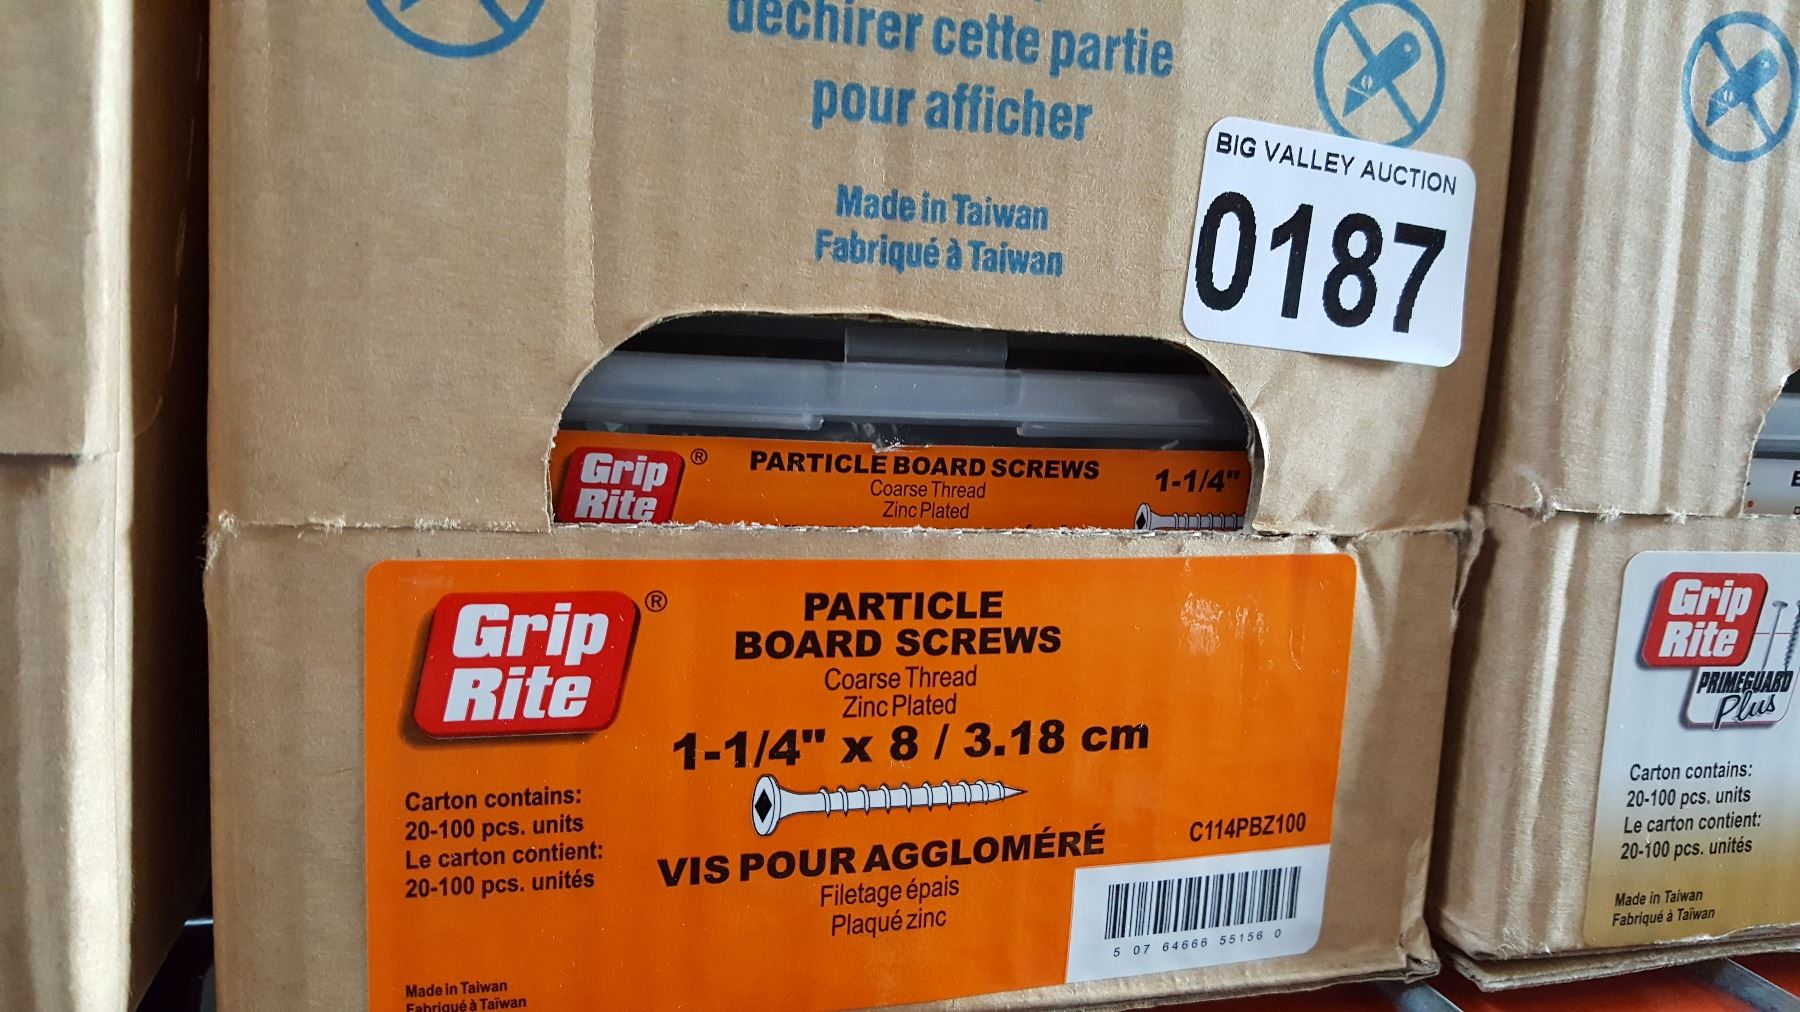 déchirer cette partie
pour afficher
Made in Taiwan
Fabriqué à Taiwan
BIG VALLEY AUCTION
0187
Grip
Rite
®
PARTICLE BOARD SCREWS
Coarse Thread
Zinc Plated
1-1/4"
Grip
Rite
®
PARTICLE
BOARD SCREWS
Coarse Thread
Zinc Plated
1-1/4" x 8 / 3.18 cm
Carton contains:
20-100 pcs. units
Le carton contient:
20-100 pcs. unités
VIS POUR AGGLOMÉRÉ
Filetage épais
Plaqué zinc
C114PBZ100
5 07 64666 55156 0
Made in Taiwan
Fabriqué à Taïwan
Grip
Rite
PRIMEGUARD
Plus
Carton contains:
20-100 pcs. units
Le carton contient:
20-100 pcs. unités
Made in Taiwan
Fabriqué à Taïwan